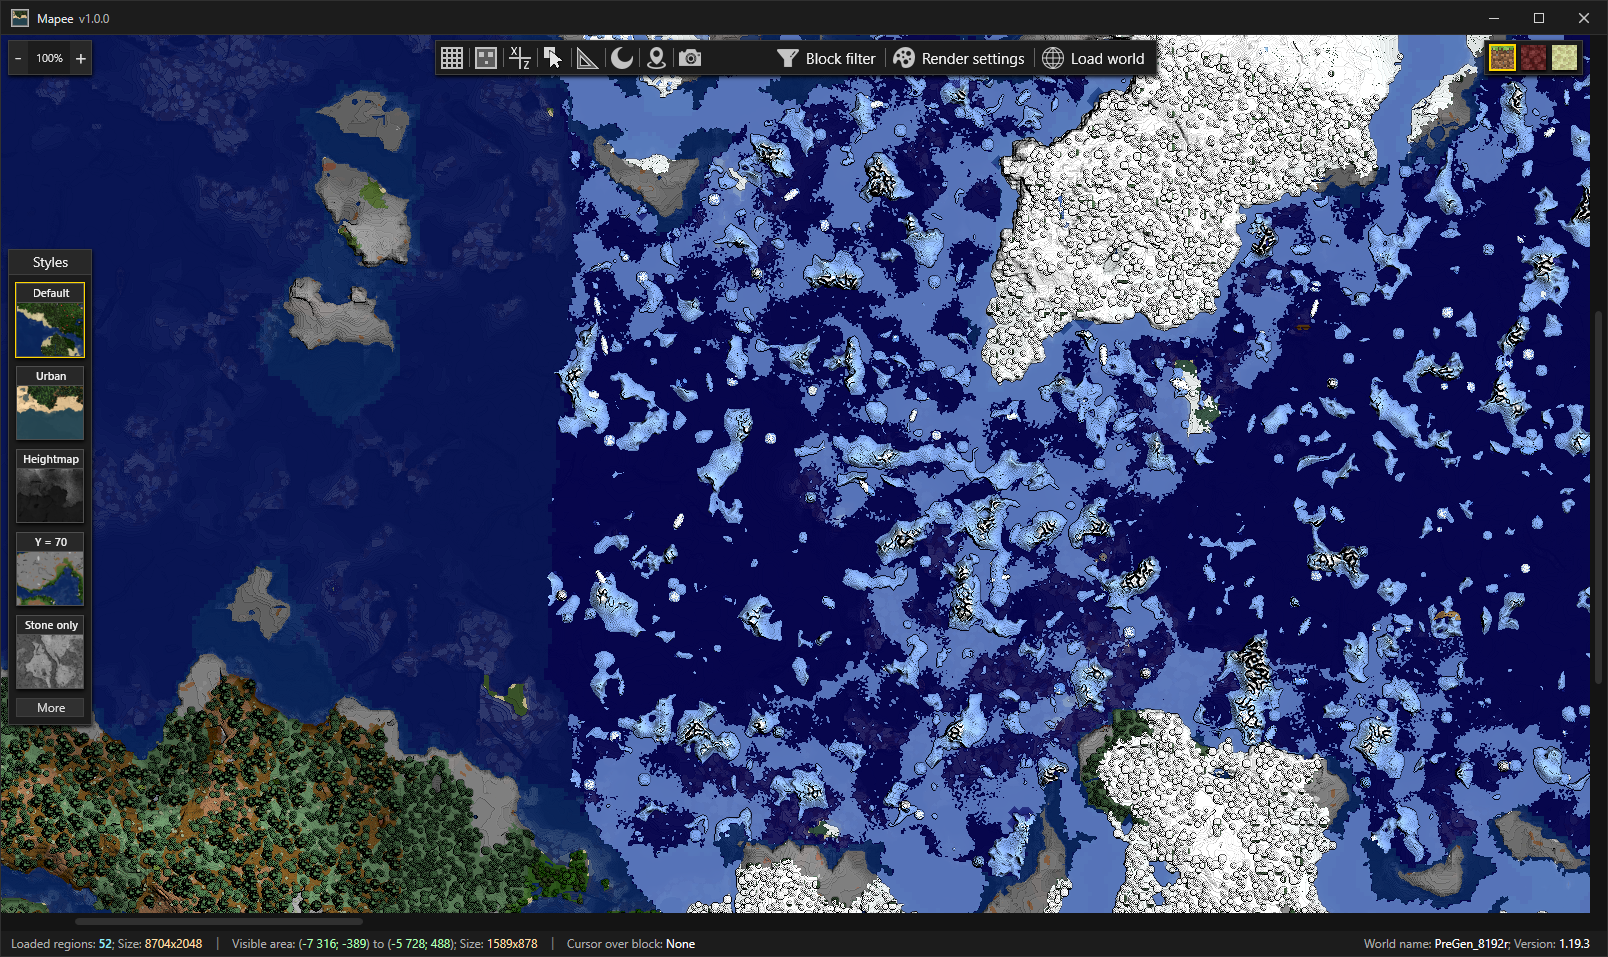 Mapee v1.0.0
- 100% +
X Z
Block filter
Render settings
Load world
Styles
Default
Urban
Heightmap
Y = 70
Stone only
More
Loaded regions: 52; Size: 8704x2048 | Visible area: (-7 316; -389) to (-5 728; 488); Size: 1589x878 | Cursor over block: None
World name: PreGen_8192r; Version: 1.19.3